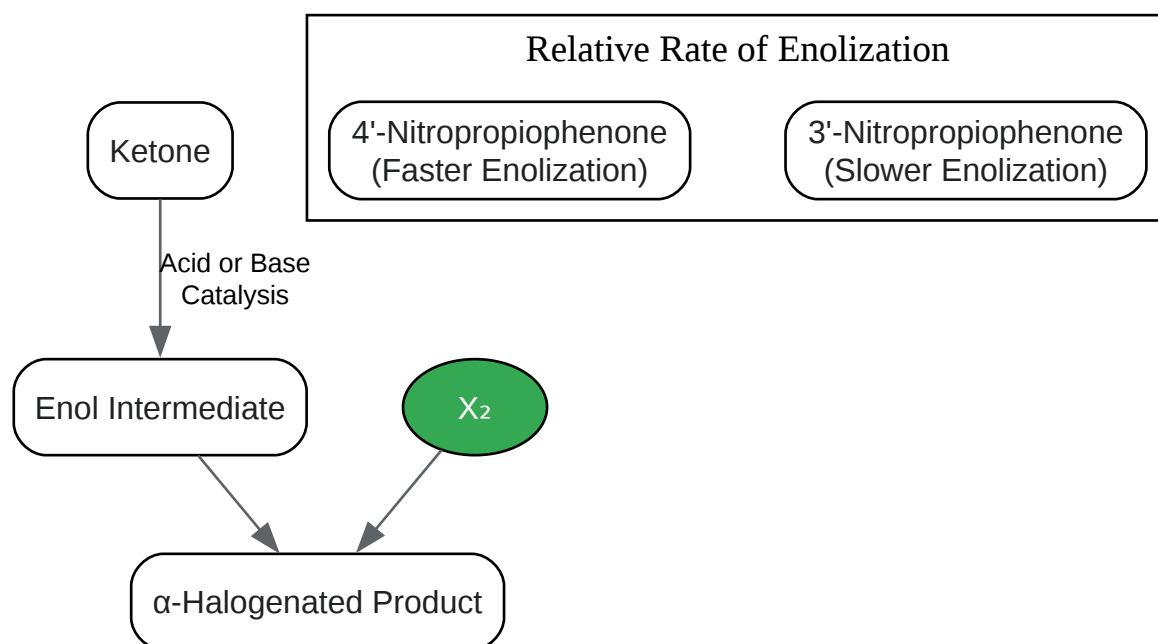 Relative Rate of Enolization
Ketone
4'-Nitropropiophenone
(Faster Enolization)
3'-Nitropropiophenone
(Slower Enolization)
Acid or Base
Catalysis
Enol Intermediate
X₂
α-Halogenated Product